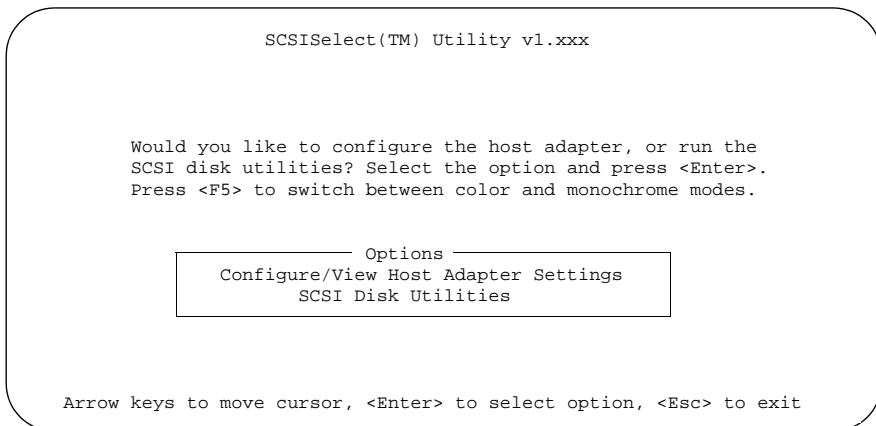 SCSISelect(TM) Utility v1.xxx
Would you like to configure the host adapter, or run the
SCSI disk utilities? Select the option and press <Enter>.
Press <F5> to switch between color and monochrome modes.
Options
Configure/View Host Adapter Settings
SCSI Disk Utilities
Arrow keys to move cursor, <Enter> to select option, <Esc> to exit